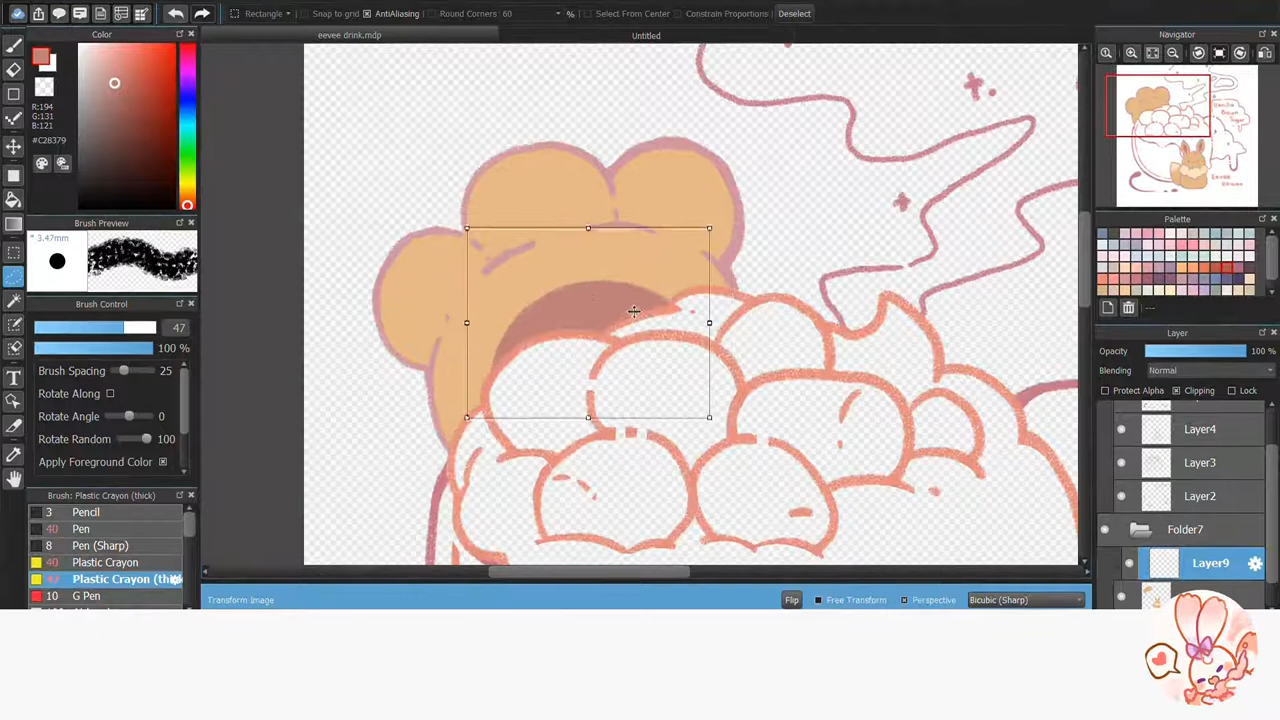 Rectangle
Snap to grid
AntiAliasing
Round Corners 60
%
Select From Center
Constrain Proportions
Deselect
Color
eevee drink.mdp
Untitled
Navigator
R:194
G:131
B:121
#C28379
Brush Preview
* 3.47mm
Palette
---
Brush Control
47
100 %
Brush Spacing 25
Rotate Along
Rotate Angle 0
Rotate Random 100
Apply Foreground Color
Layer
Opacity 100 %
Blending Normal
Protect Alpha
Clipping
Lock
Layer4
Layer3
Layer2
Folder7
Layer9
Brush: Plastic Crayon (thick)
3 Pencil
40 Pen
8 Pen (Sharp)
40 Plastic Crayon
47 Plastic Crayon (thi
10 G Pen
Transform Image
Flip
Free Transform
Perspective
Bicubic (Sharp)